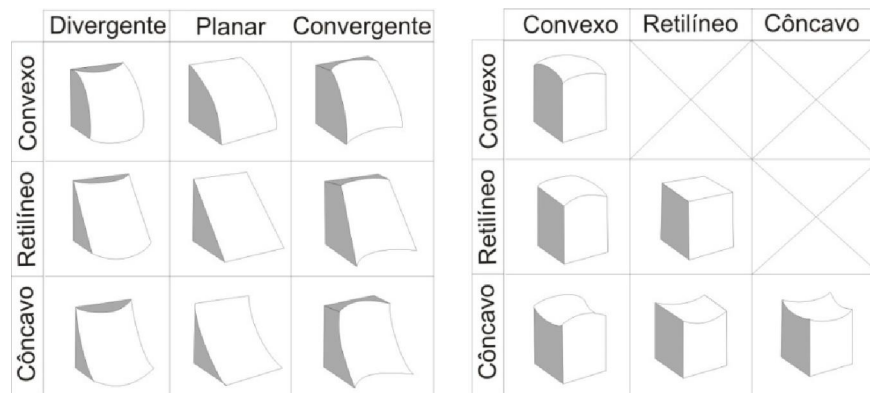 Divergente Planar Convergente
Convexo
Retilíneo
Côncavo
Convexo Retilíneo Côncavo
Convexo
Retilíneo
Côncavo